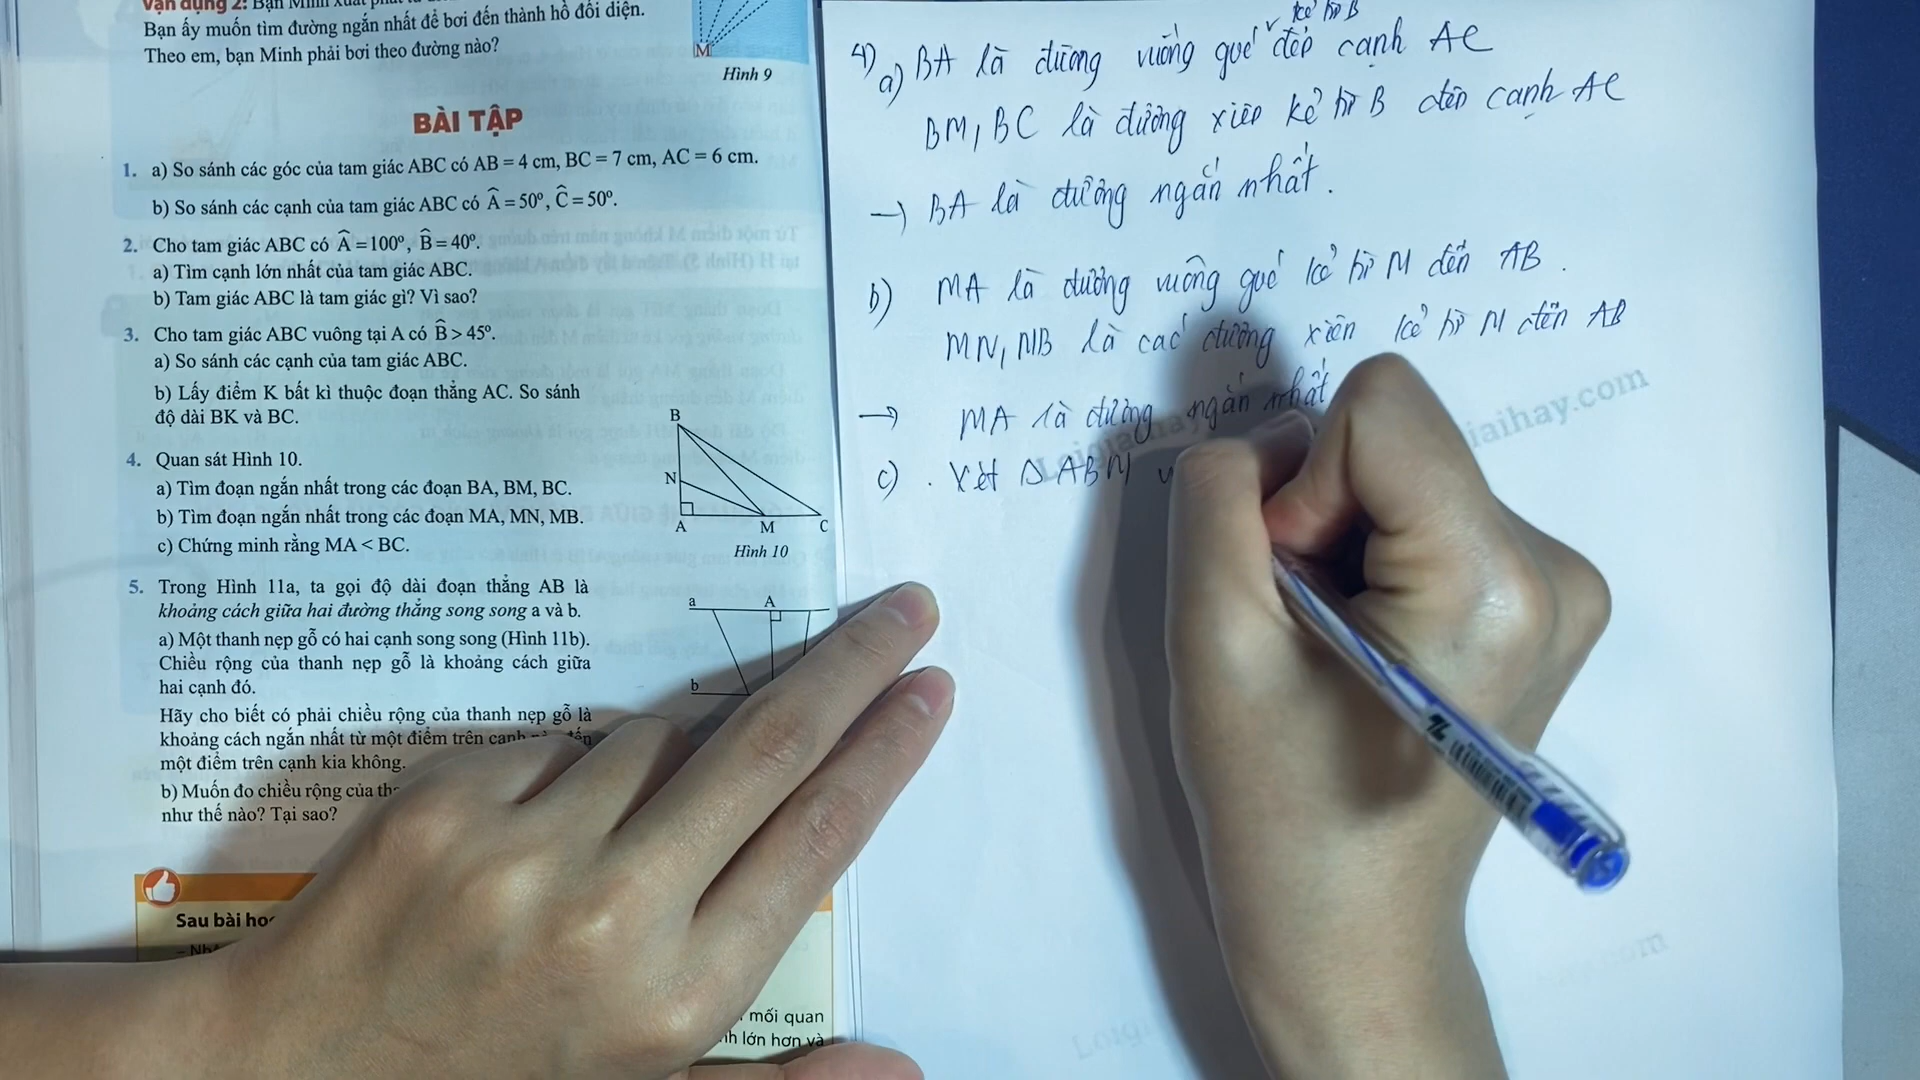 Vận dụng 2: Bạn Minh xuất phát
Bạn ấy muốn tìm đường ngắn nhất để bơi đến thành hồ đối diện.
Theo em, bạn Minh phải bơi theo đường nào?
M
Hình 9
BÀI TẬP
1. a) So sánh các góc của tam giác ABC có AB = 4 cm, BC = 7 cm, AC = 6 cm.
b) So sánh các cạnh của tam giác ABC có Â = 50°, Ĉ = 50°.
2. Cho tam giác ABC có Â = 100°, B̂ = 40°.
a) Tìm cạnh lớn nhất của tam giác ABC.
b) Tam giác ABC là tam giác gì? Vì sao?
3. Cho tam giác ABC vuông tại A có B̂ > 45°.
a) So sánh các cạnh của tam giác ABC.
b) Lấy điểm K bất kì thuộc đoạn thẳng AC. So sánh
độ dài BK và BC.
4. Quan sát Hình 10.
a) Tìm đoạn ngắn nhất trong các đoạn BA, BM, BC.
b) Tìm đoạn ngắn nhất trong các đoạn MA, MN, MB.
c) Chứng minh rằng MA < BC.
B
N
A M C
Hình 10
5. Trong Hình 11a, ta gọi độ dài đoạn thẳng AB là
khoảng cách giữa hai đường thẳng song song a và b.
a) Một thanh nẹp gỗ có hai cạnh song song (Hình 11b).
Chiều rộng của thanh nẹp gỗ là khoảng cách giữa
hai cạnh đó.
Hãy cho biết có phải chiều rộng của thanh nẹp gỗ là
khoảng cách ngắn nhất từ một điểm trên cạnh đến
một điểm trên cạnh kia không.
b) Muốn đo chiều rộng của
như thế nào? Tại sao?
a A
b
Sau bài học
mối quan
lớn hơn và
kẻ từ B
4) a) BA là đường vuông góc đến cạnh AC
BM, BC là đường xiên kẻ từ B đến cạnh AC
→ BA là đường ngắn nhất.
b) MA là đường vuông góc kẻ từ M đến AB.
MN, MB là các đường xiên kẻ từ M đến AB
→ MA là đường ngắn nhất
c). Xét Δ ABM v
Loigiaihay.com